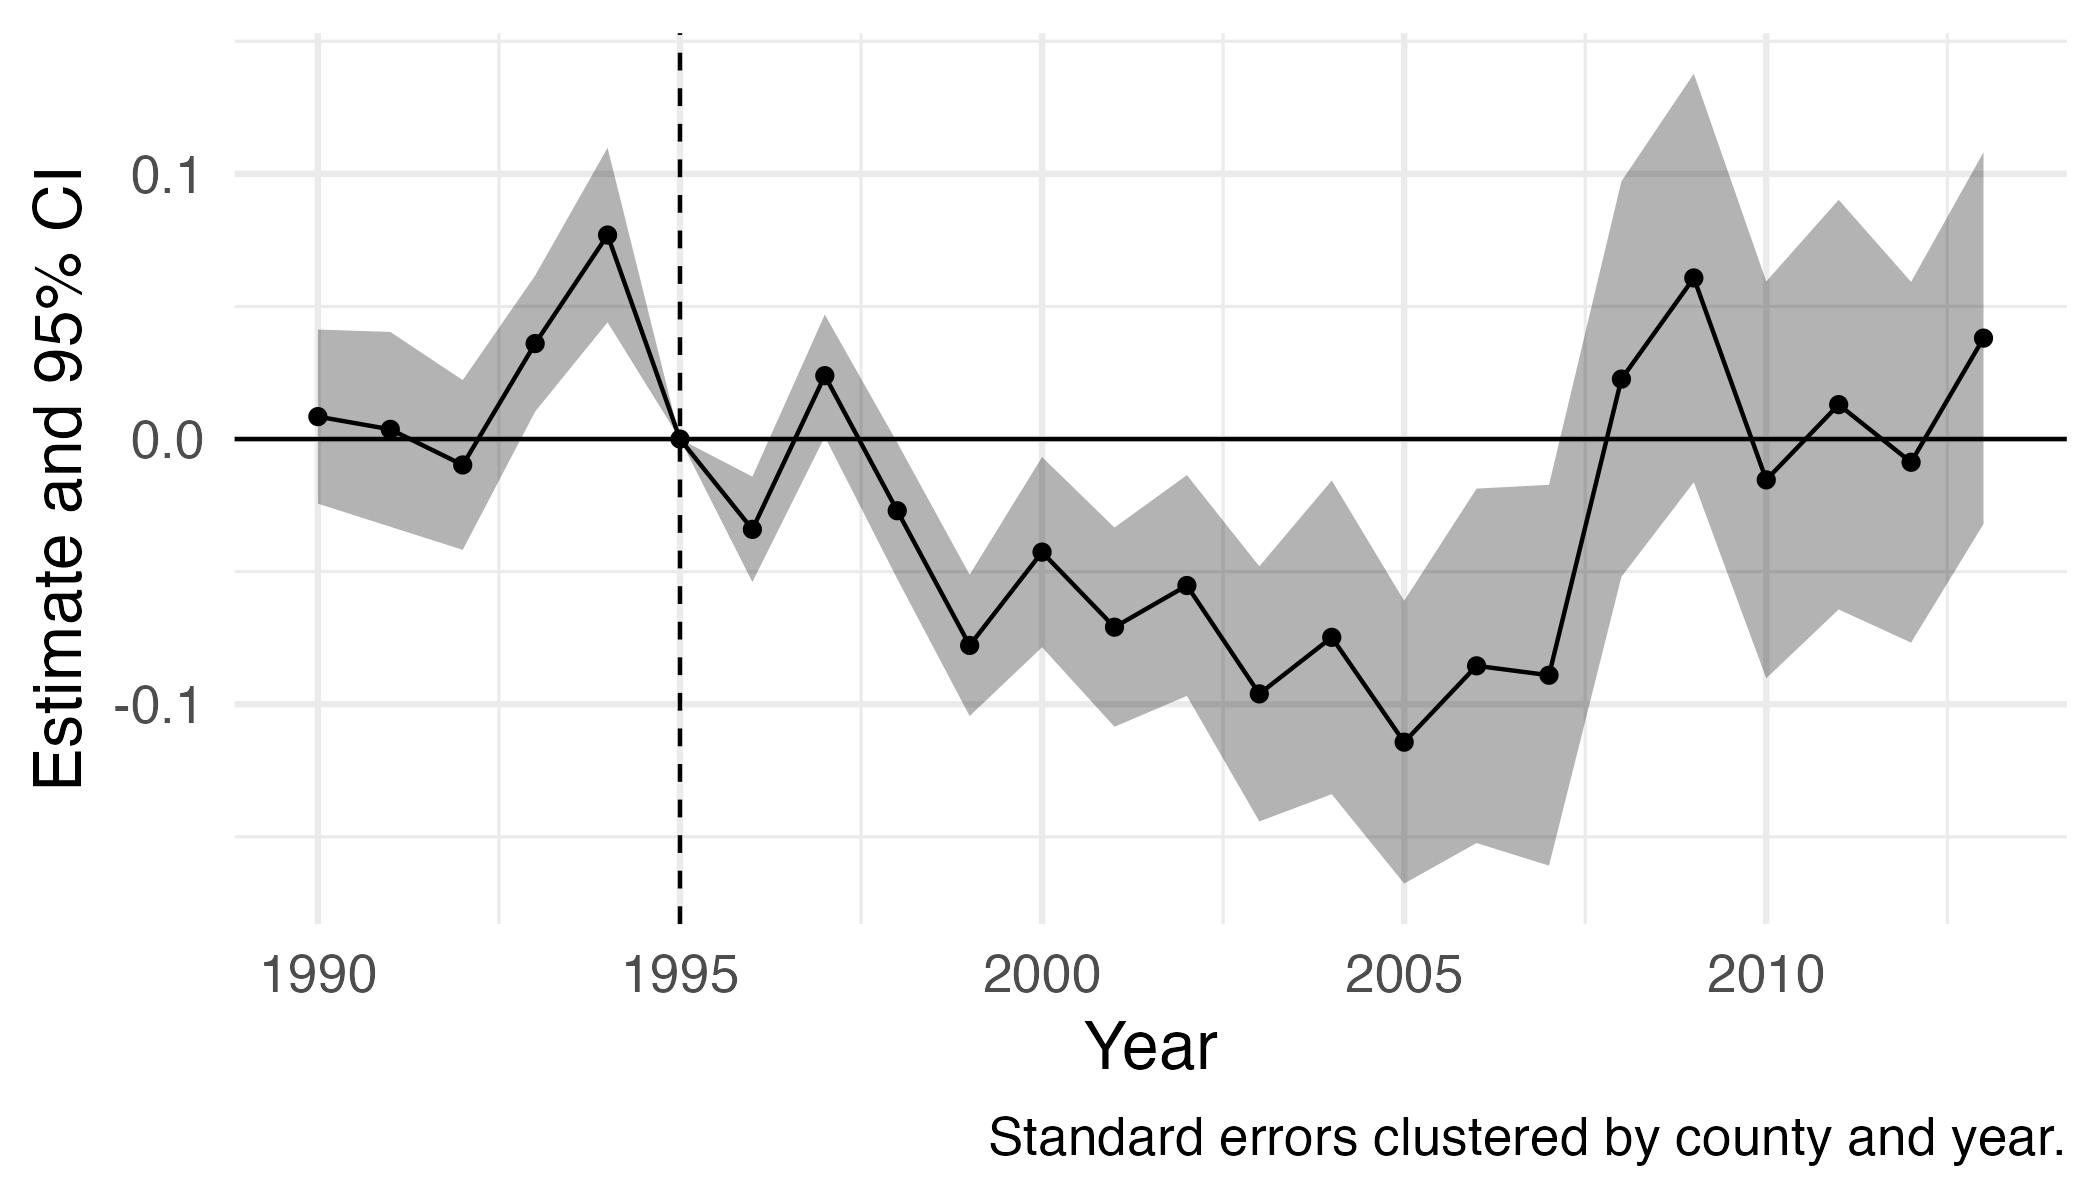 Estimate and 95% CI
0.1
0.0
-0.1
1990 1995 2000 2005 2010
Year
Standard errors clustered by county and year.